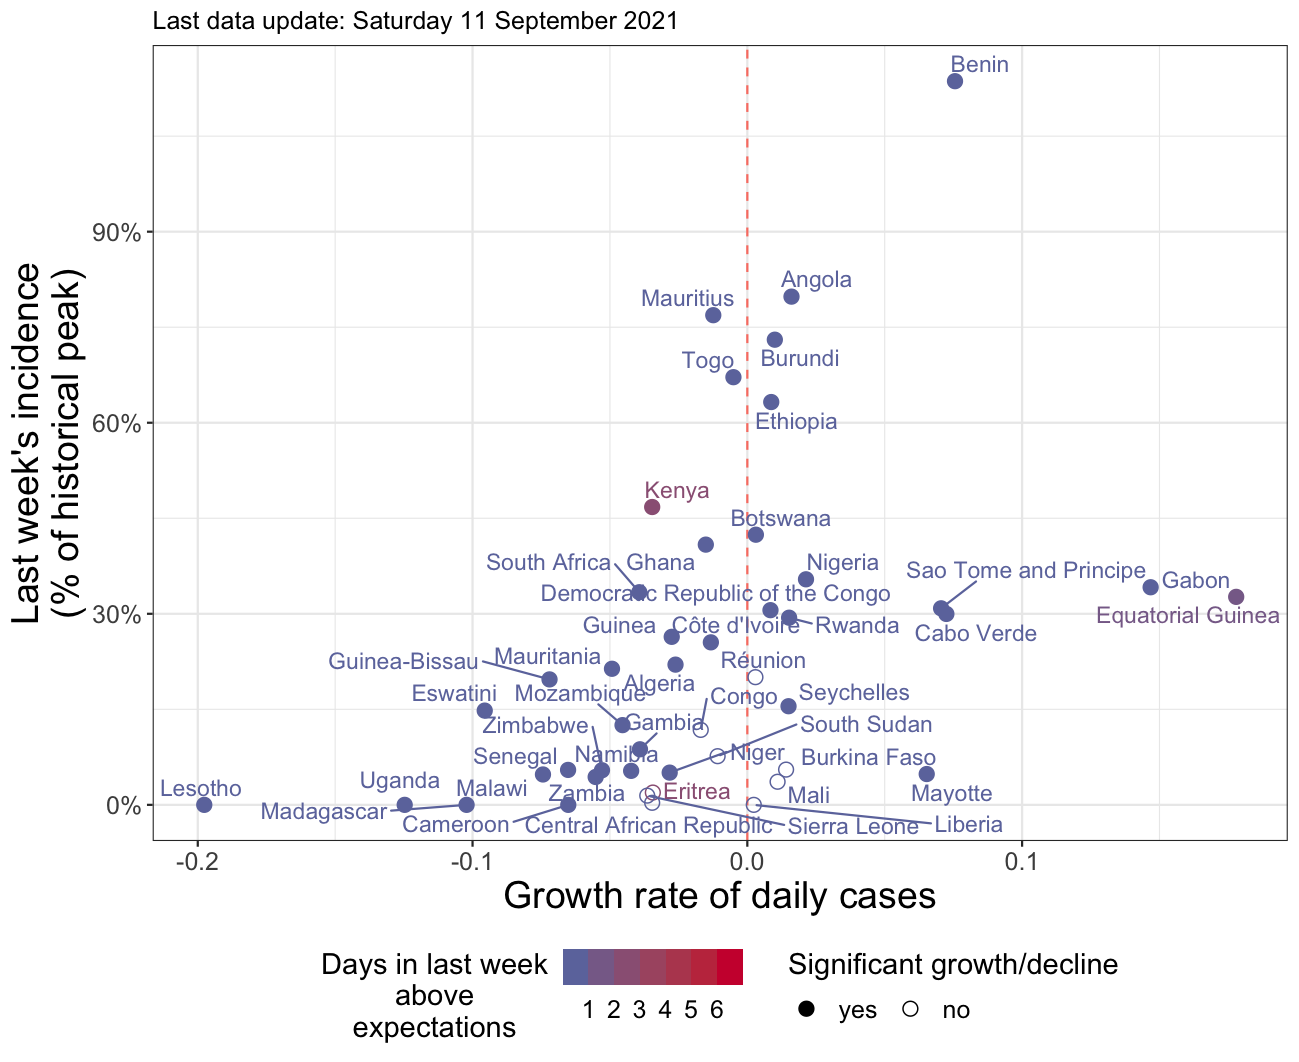 Last data update: Saturday 11 September 2021
Last week's incidence
(% of historical peak)
90%
60%
30%
0%
Benin
Angola
Mauritius
Burundi
Togo
Ethiopia
Kenya
Botswana
South Africa
Ghana
Nigeria
Sao Tome and Principe
Gabon
Democratic Republic of the Congo
Equatorial Guinea
Guinea
Côte d'Ivoire
Rwanda
Cabo Verde
Guinea-Bissau
Mauritania
Réunion
Algeria
Eswatini
Mozambique
Congo
Seychelles
Zimbabwe
Gambia
South Sudan
Senegal
Namibia
Niger
Burkina Faso
Lesotho
Uganda
Malawi
Zambia
Eritrea
Mali
Mayotte
Madagascar
Cameroon
Central African Republic
Sierra Leone
Liberia
-0.2
-0.1
0.0
0.1
Growth rate of daily cases
Days in last week
above
expectations
1 2 3 4 5 6
Significant growth/decline
yes
no